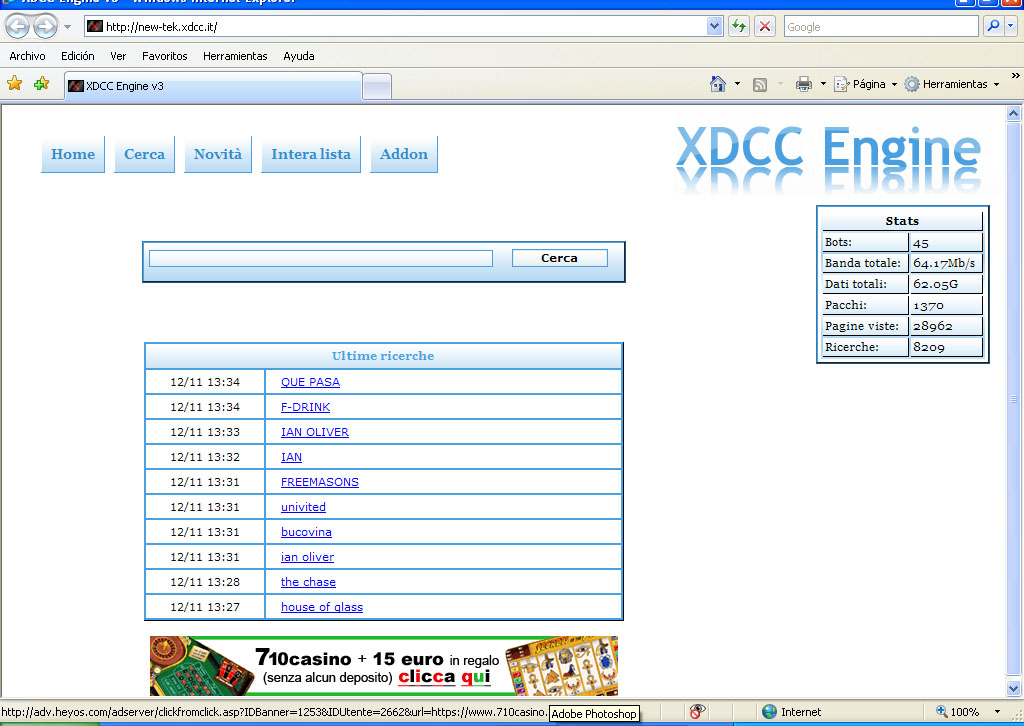 XDCC Engine v3 - Windows Internet Explorer
http://new-tek.xdcc.it/
Google
Archivo Edición Ver Favoritos Herramientas Ayuda
XDCC Engine v3
Página Herramientas
Home Cerca Novità Intera lista Addon
XDCC Engine
Stats
Bots: 45
Banda totale: 64.17Mb/s
Dati totali: 62.05G
Pacchi: 1370
Pagine viste: 28962
Ricerche: 8209
Cerca
Ultime ricerche
12/11 13:34 QUE PASA
12/11 13:34 F-DRINK
12/11 13:33 IAN OLIVER
12/11 13:32 IAN
12/11 13:31 FREEMASONS
12/11 13:31 univited
12/11 13:31 bucovina
12/11 13:31 ian oliver
12/11 13:28 the chase
12/11 13:27 house of glass
710casino + 15 euro in regalo
(senza alcun deposito) clicca qui
http://adv.heyos.com/adserver/clickfromclick.asp?IDBanner=1253&IDUtente=2662&url=https://www.710casino.
Adobe Photoshop
Internet
100%